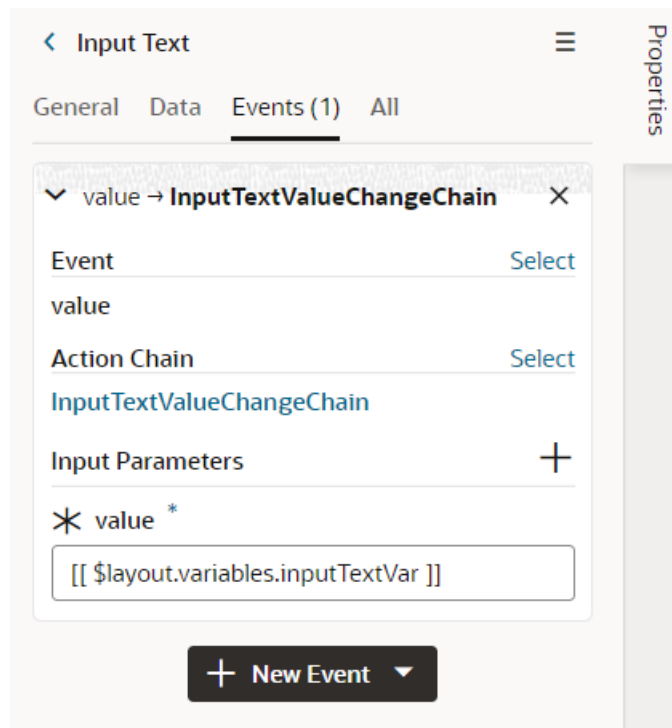 Input Text
Properties
General Data Events (1) All
value → InputTextValueChangeChain
Event Select
value
Action Chain Select
InputTextValueChangeChain
Input Parameters
value *
[[ $layout.variables.inputTextVar ]]
New Event